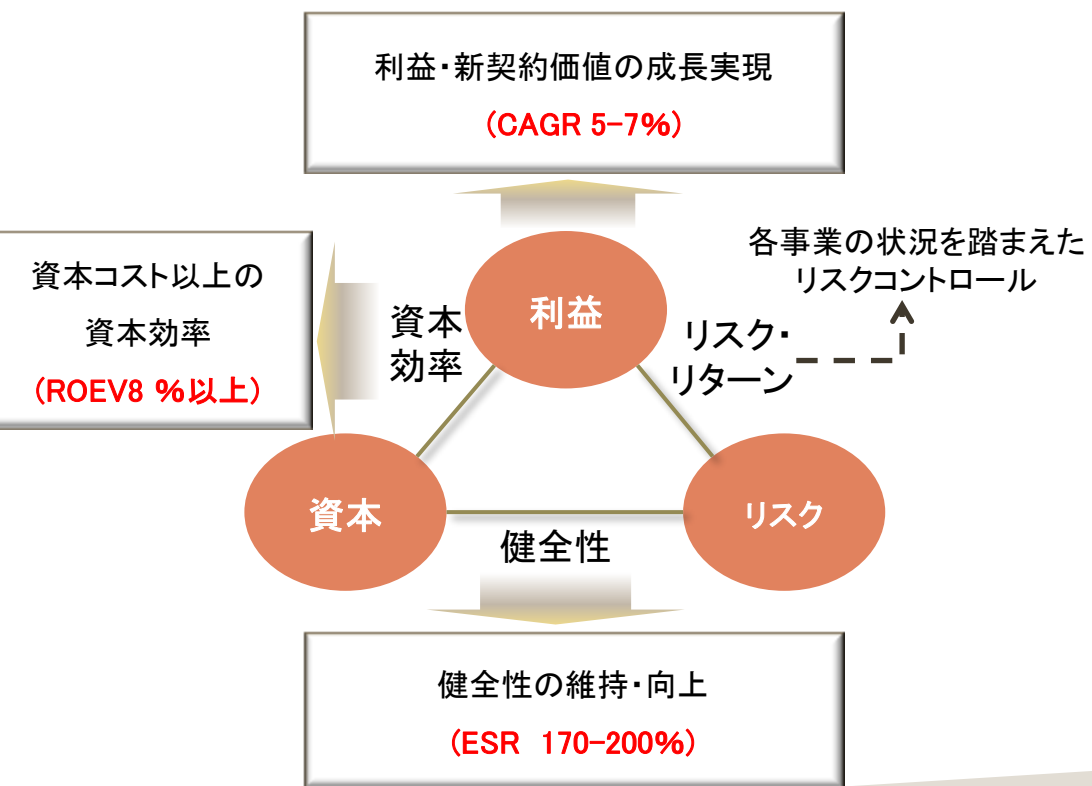 利益・新契約価値の成長実現
(CAGR 5-7%)
各事業の状況を踏まえた
リスクコントロール
資本コスト以上の
資本効率
(ROEV8 %以上)
資本
効率
利益
リスク・
リターン
資本
リスク
健全性
健全性の維持・向上
(ESR 170-200%)